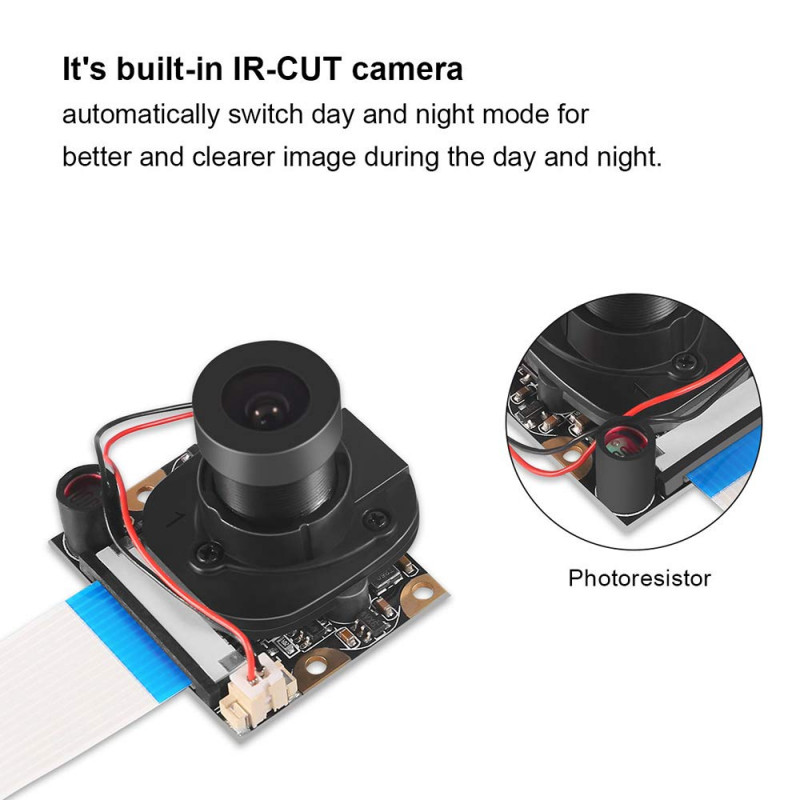 It's built-in IR-CUT camera
automatically switch day and night mode for
better and clearer image during the day and night.
1
Photoresistor